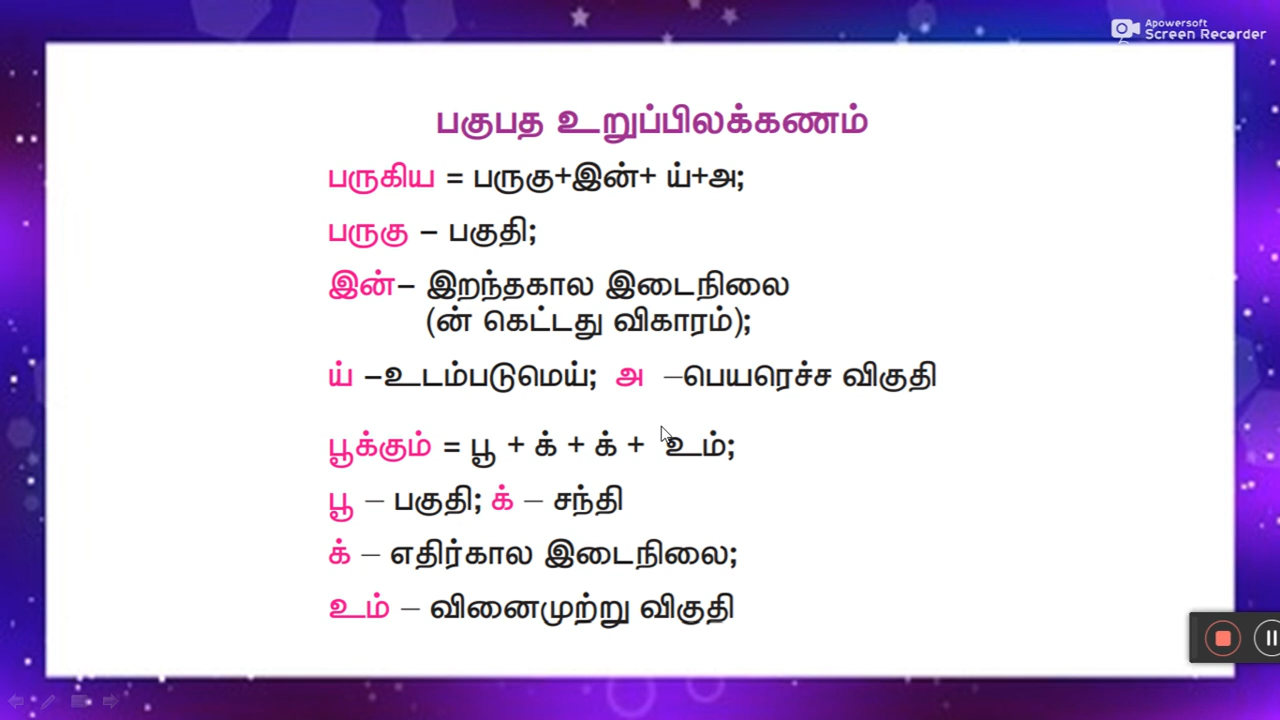 Apowersoft
Screen Recorder
பகுபத உறுப்பிலக்கணம்
பருகிய = பருகு+இன்+ ய்+அ;
பருகு – பகுதி;
இன்– இறந்தகால இடைநிலை
(ன் கெட்டது விகாரம்);
ய் –உடம்படுமெய்; அ –பெயரெச்ச விகுதி
பூக்கும் = பூ + க் + க் + உம்;
பூ – பகுதி; க் – சந்தி
க் – எதிர்கால இடைநிலை;
உம் – வினைமுற்று விகுதி